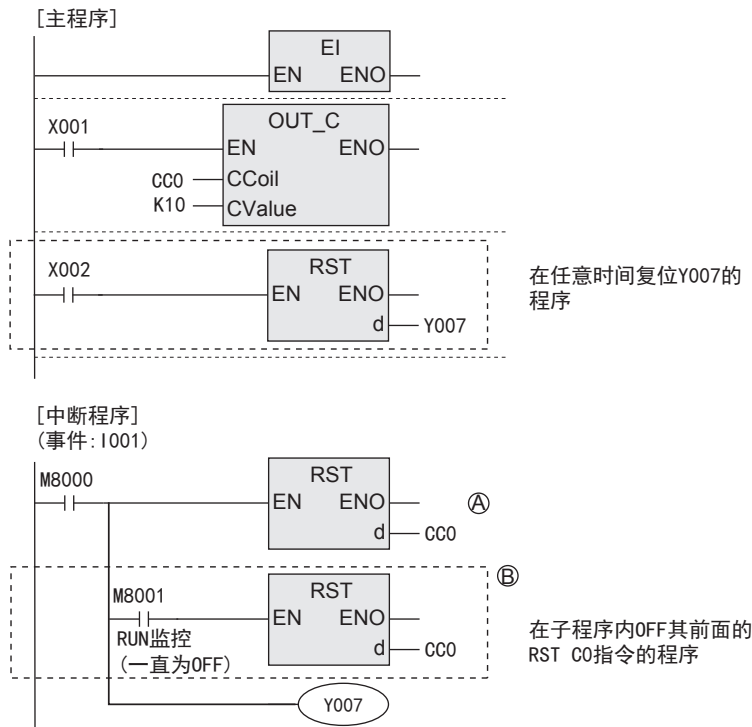 [主程序]
EI
EN ENO
X001
OUT_C
EN ENO
CC0 CCoil
K10 CValue
X002
RST
EN ENO
d Y007
在任意时间复位Y007的
程序
[中断程序]
(事件:I001)
M8000
RST
EN ENO
d CC0
Ⓐ
Ⓑ
M8001
RST
EN ENO
d CC0
RUN监控
(一直为OFF)
在子程序内OFF其前面的
RST C0指令的程序
Y007